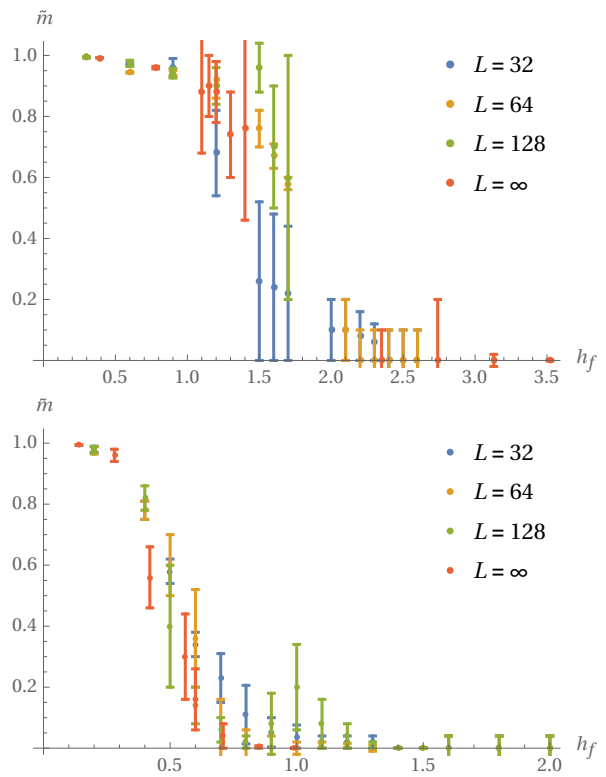 m̃
1.0
0.8
0.6
0.4
0.2
0.5 1.0 1.5 2.0 2.5 3.0 3.5
h_f
L = 32
L = 64
L = 128
L = ∞
m̃
1.0
0.8
0.6
0.4
0.2
0.5 1.0 1.5 2.0
h_f
L = 32
L = 64
L = 128
L = ∞